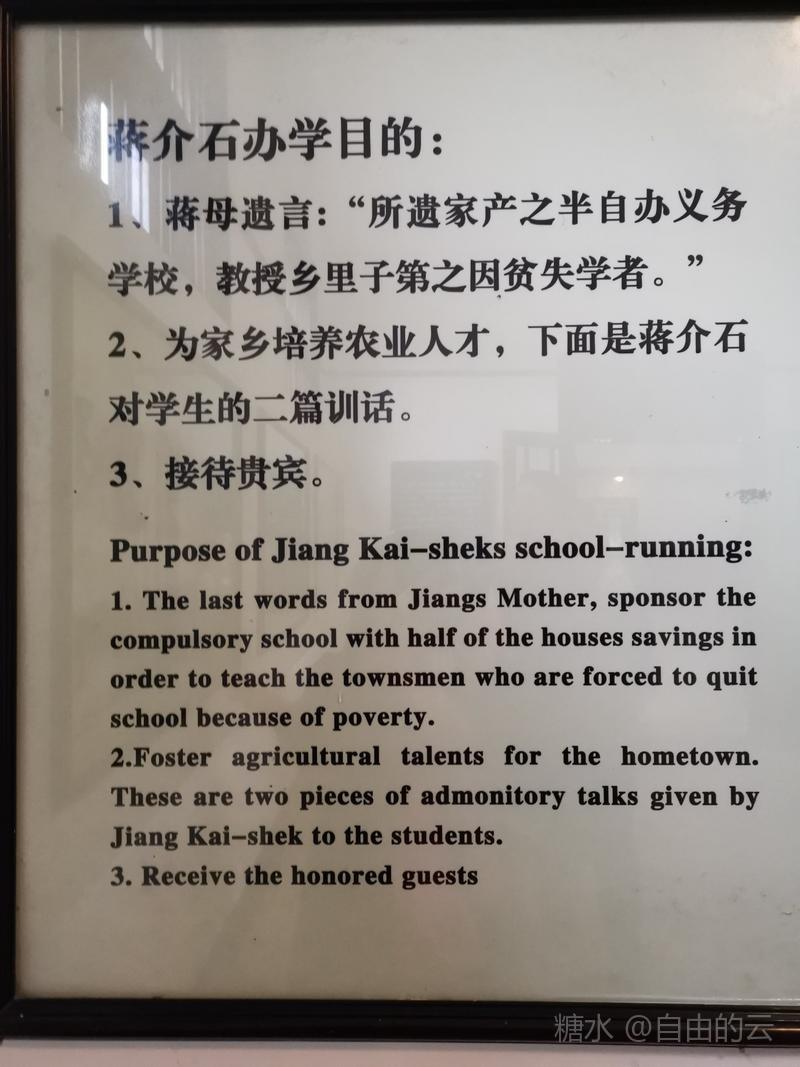 蒋介石办学目的：
1、蒋母遗言：“所遗家产之半自办义务
学校，教授乡里子第之因贫失学者。”
2、为家乡培养农业人才，下面是蒋介石
对学生的二篇训话。
3、接待贵宾。
Purpose of Jiang Kai-sheks school-running:
1. The last words from Jiangs Mother, sponsor the
compulsory school with half of the houses savings in
order to teach the townsmen who are forced to quit
school because of poverty.
2.Foster agricultural talents for the hometown.
These are two pieces of admonitory talks given by
Jiang Kai-shek to the students.
3. Receive the honored guests
糖水 @自由的云